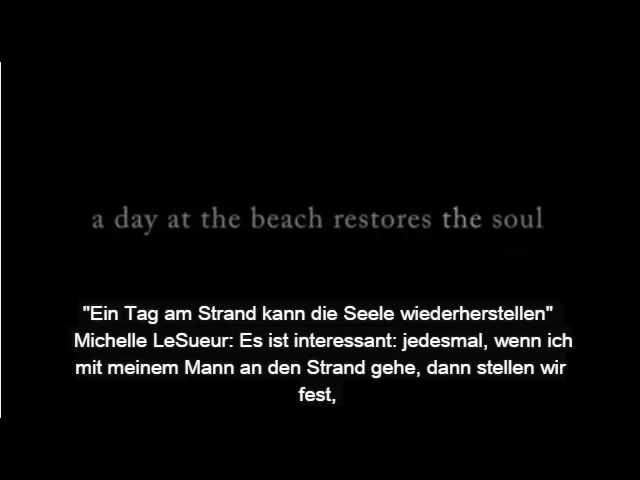 a day at the beach restores the soul
"Ein Tag am Strand kann die Seele wiederherstellen"
Michelle LeSueur: Es ist interessant: jedesmal, wenn ich
mit meinem Mann an den Strand gehe, dann stellen wir
fest,